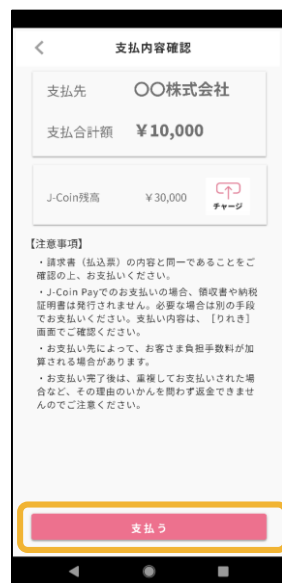 支払内容確認
支払先 〇〇株式会社
支払合計額 ¥10,000
J-Coin残高 ¥30,000 チャージ
【注意事項】
・請求書（払込票）の内容と同一であることをご
確認の上、お支払いください。
・J-Coin Payでのお支払いの場合、領収書や納税
証明書は発行されません。必要な場合は別の手段
でお支払いください。支払い内容は、［りれき］
画面でご確認ください。
・お支払い先によって、お客さま負担手数料が加
算される場合があります。
・お支払い完了後は、重複してお支払いされた場
合など、その理由のいかんを問わず返金できませ
んのでご注意ください。
支払う